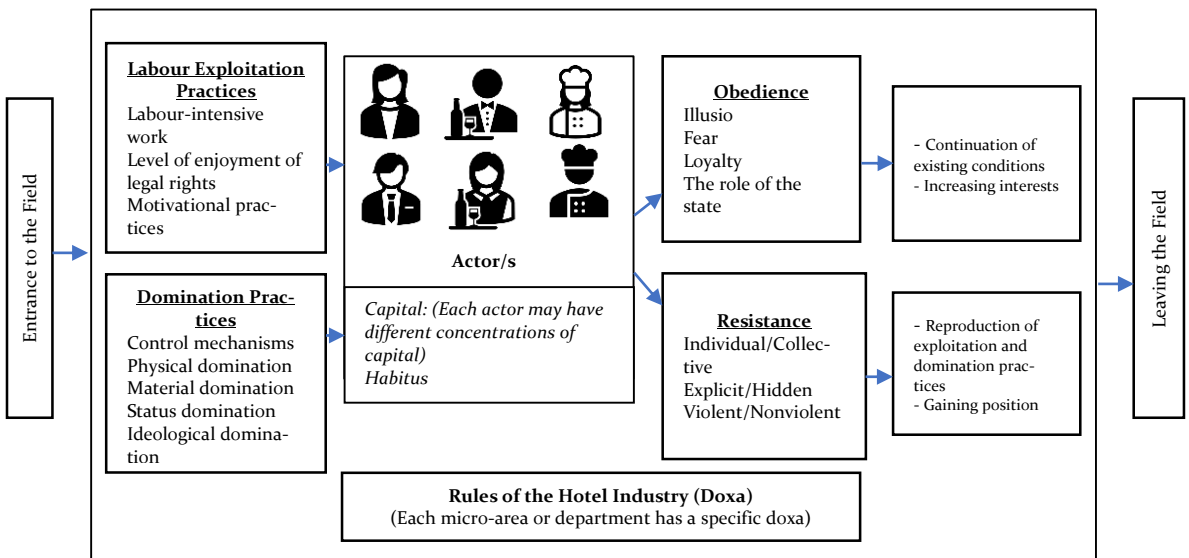 Entrance to the Field
Labour Exploitation
Practices
Labour-intensive
work
Level of enjoyment of
legal rights
Motivational prac-
tices
Domination Prac-
tices
Control mechanisms
Physical domination
Material domination
Status domination
Ideological domina-
tion
Actor/s
Capital: (Each actor may have
different concentrations of
capital)
Habitus
Obedience
Illusio
Fear
Loyalty
The role of the
state
Resistance
Individual/Collec-
tive
Explicit/Hidden
Violent/Nonviolent
- Continuation of
existing conditions
- Increasing interests
- Reproduction of
exploitation and
domination prac-
tices
- Gaining position
Rules of the Hotel Industry (Doxa)
(Each micro-area or department has a specific doxa)
Leaving the Field